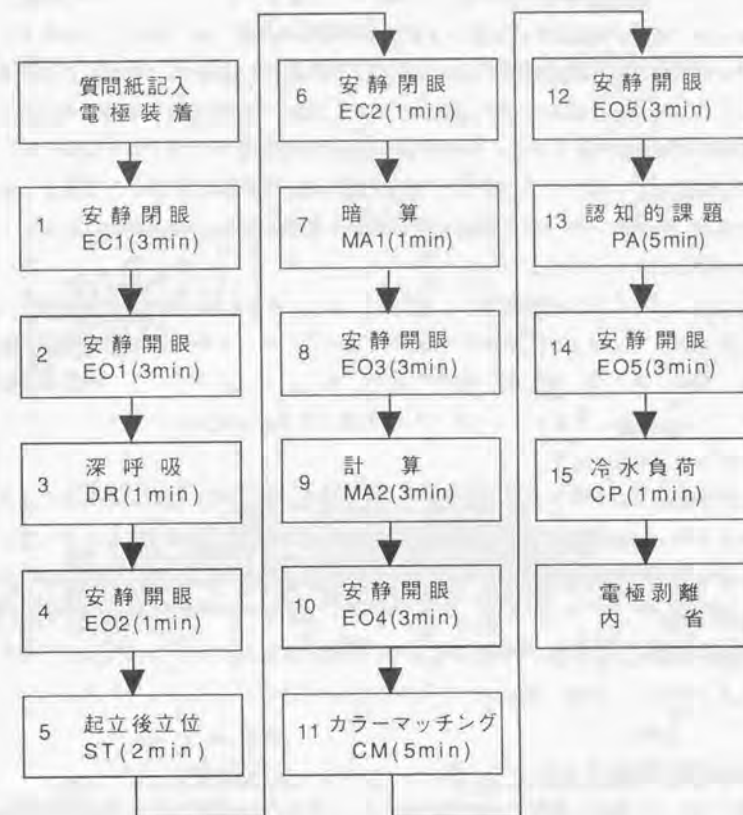 質問紙記入
電極装着
1 安静閉眼
EC1(3min)
2 安静開眼
EO1(3min)
3 深呼吸
DR(1min)
4 安静開眼
EO2(1min)
5 起立後立位
ST(2min)
6 安静閉眼
EC2(1min)
7 暗算
MA1(1min)
8 安静開眼
EO3(3min)
9 計算
MA2(3min)
10 安静開眼
EO4(3min)
11 カラーマッチング
CM(5min)
12 安静開眼
EO5(3min)
13 認知的課題
PA(5min)
14 安静開眼
EO5(3min)
15 冷水負荷
CP(1min)
電極剥離
内省